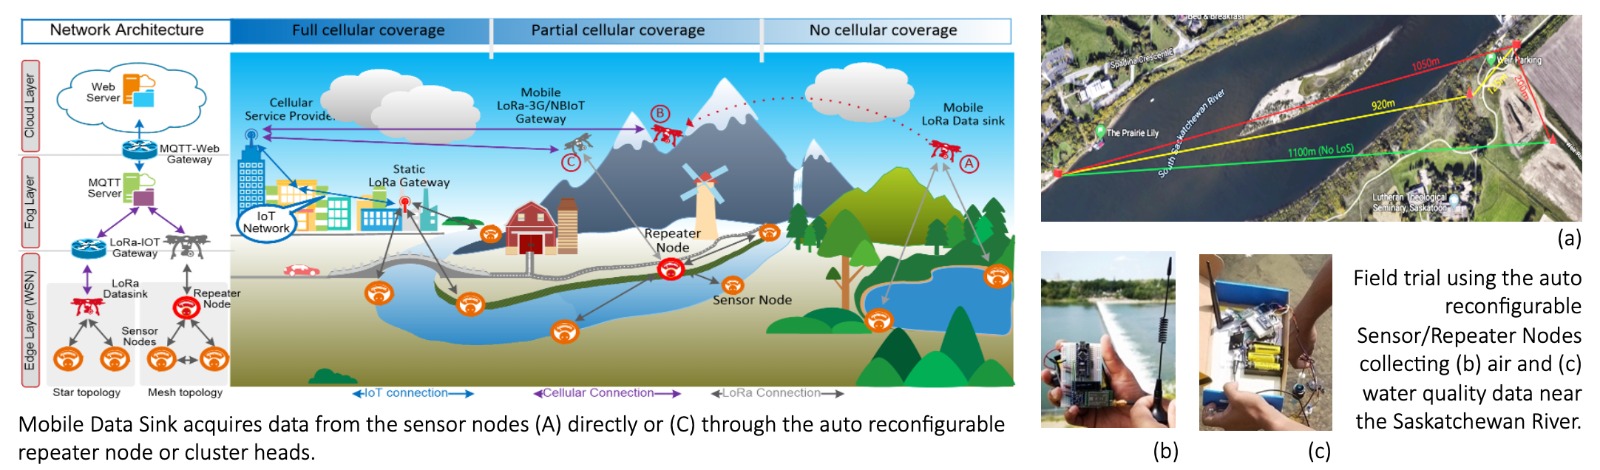 Network Architecture
Full cellular coverage
Partial cellular coverage
No cellular coverage
Cloud Layer
Fog Layer
Edge Layer (WSN)
Web
Server
MQTT-Web
Gateway
MQTT
Server
LoRa-IOT
Gateway
LoRa
Datasink
Repeater
Node
Sensor
Nodes
Star topology
Mesh topology
Cellular
Service Provider
IoT
Network
Static
LoRa Gateway
Mobile
LoRa-3G/NBIoT
Gateway
B
C
Mobile
LoRa Data sink
A
Repeater
Node
Sensor Node
IoT connection
Cellular Connection
LoRa Connection
Mobile Data Sink acquires data from the sensor nodes (A) directly or (C) through the auto reconfigurable
repeater node or cluster heads.
Bed & Breakfast
Spadina Crescent E
Weir Parking
1050m
200m
920m
The Prairie Lily
South Saskatchewan River
1100m (No LoS)
Lutheran Theological
Seminary, Saskatoon
(a)
(b)
(c)
Field trial using the auto
reconfigurable
Sensor/Repeater Nodes
collecting (b) air and (c)
water quality data near
the Saskatchewan River.